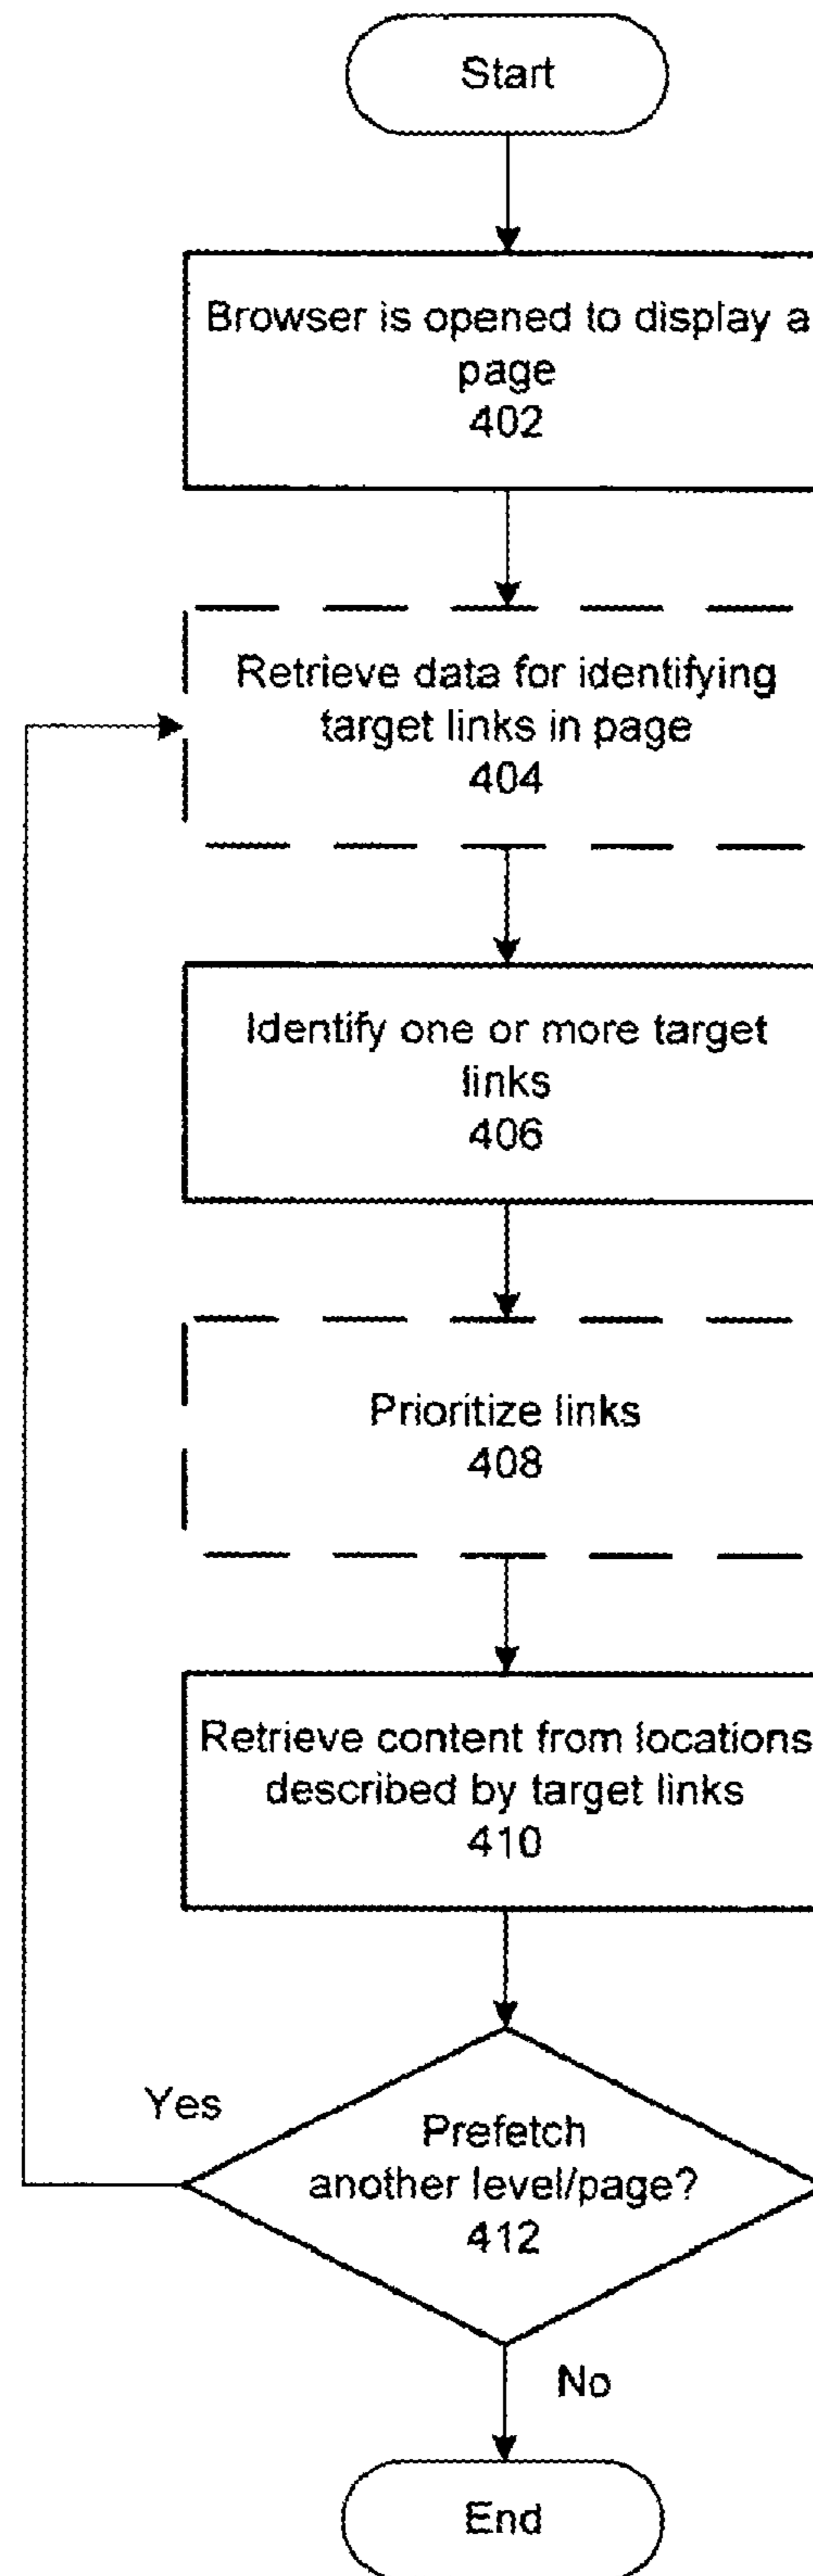 Start
Browser is opened to display a
page
402
Retrieve data for identifying
target links in page
404
Identify one or more target
links
406
Prioritize links
408
Retrieve content from locations
described by target links
410
Yes
Prefetch
another level/page?
412
No
End